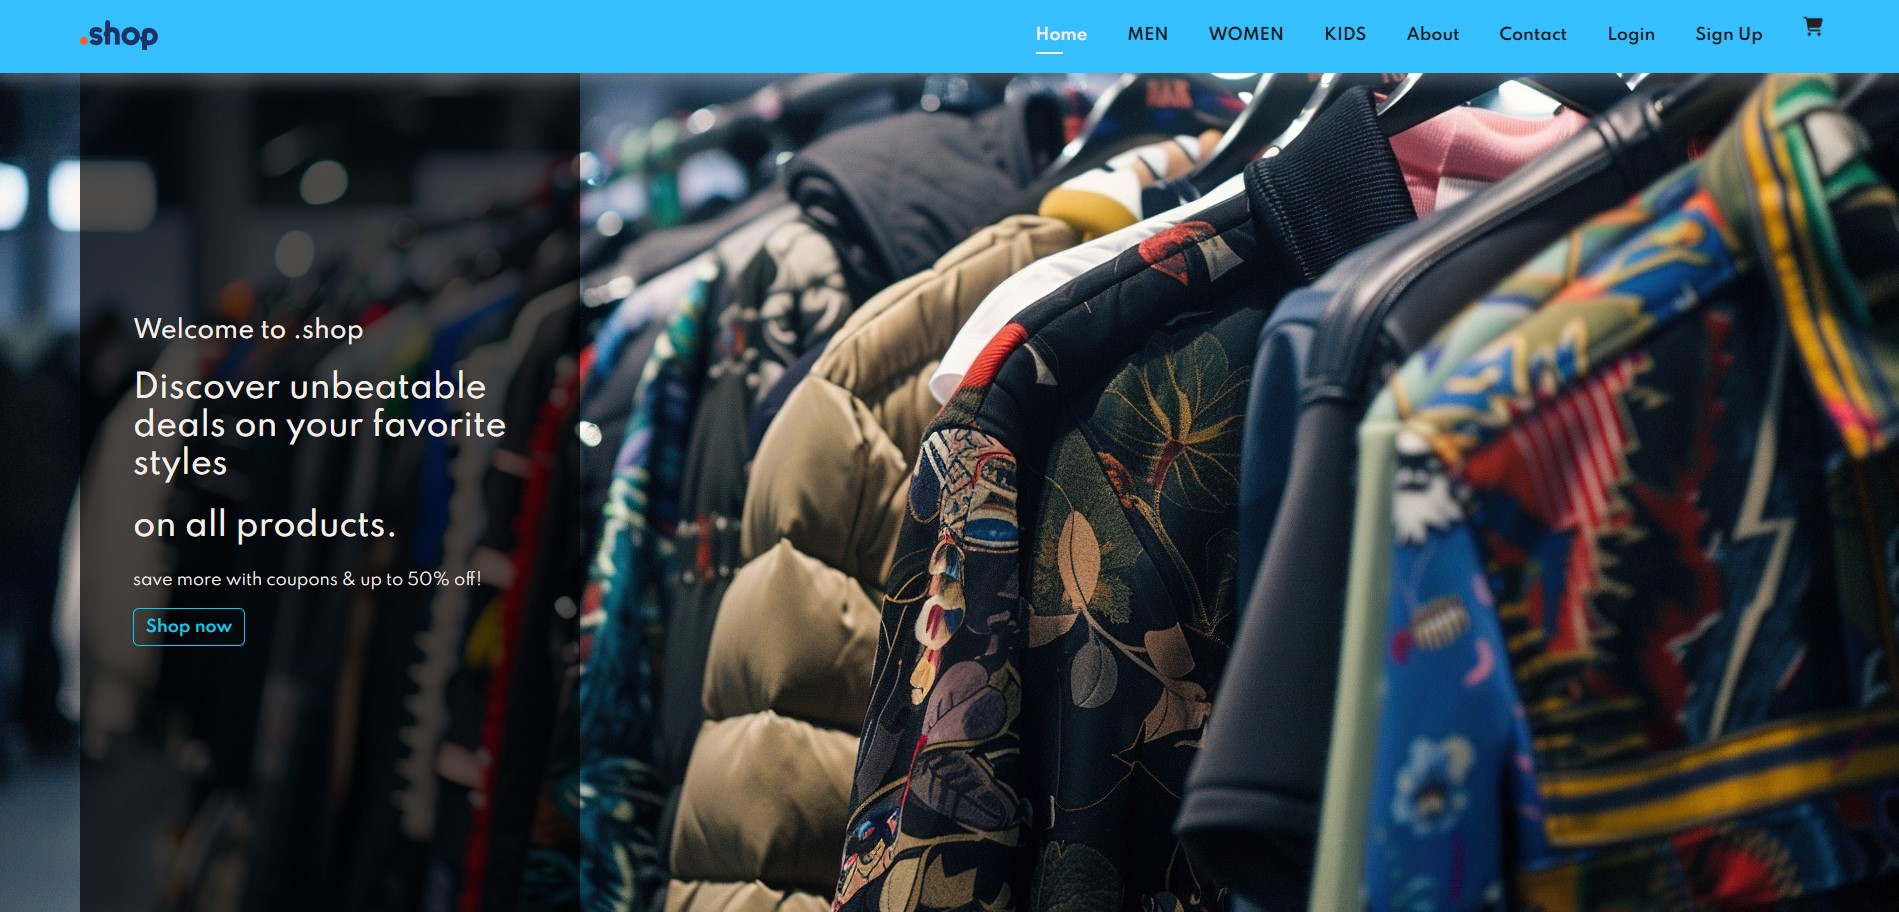 .shop
Home MEN WOMEN KIDS About Contact Login Sign Up
Welcome to .shop
Discover unbeatable
deals on your favorite
styles
on all products.
save more with coupons & up to 50% off!
Shop now